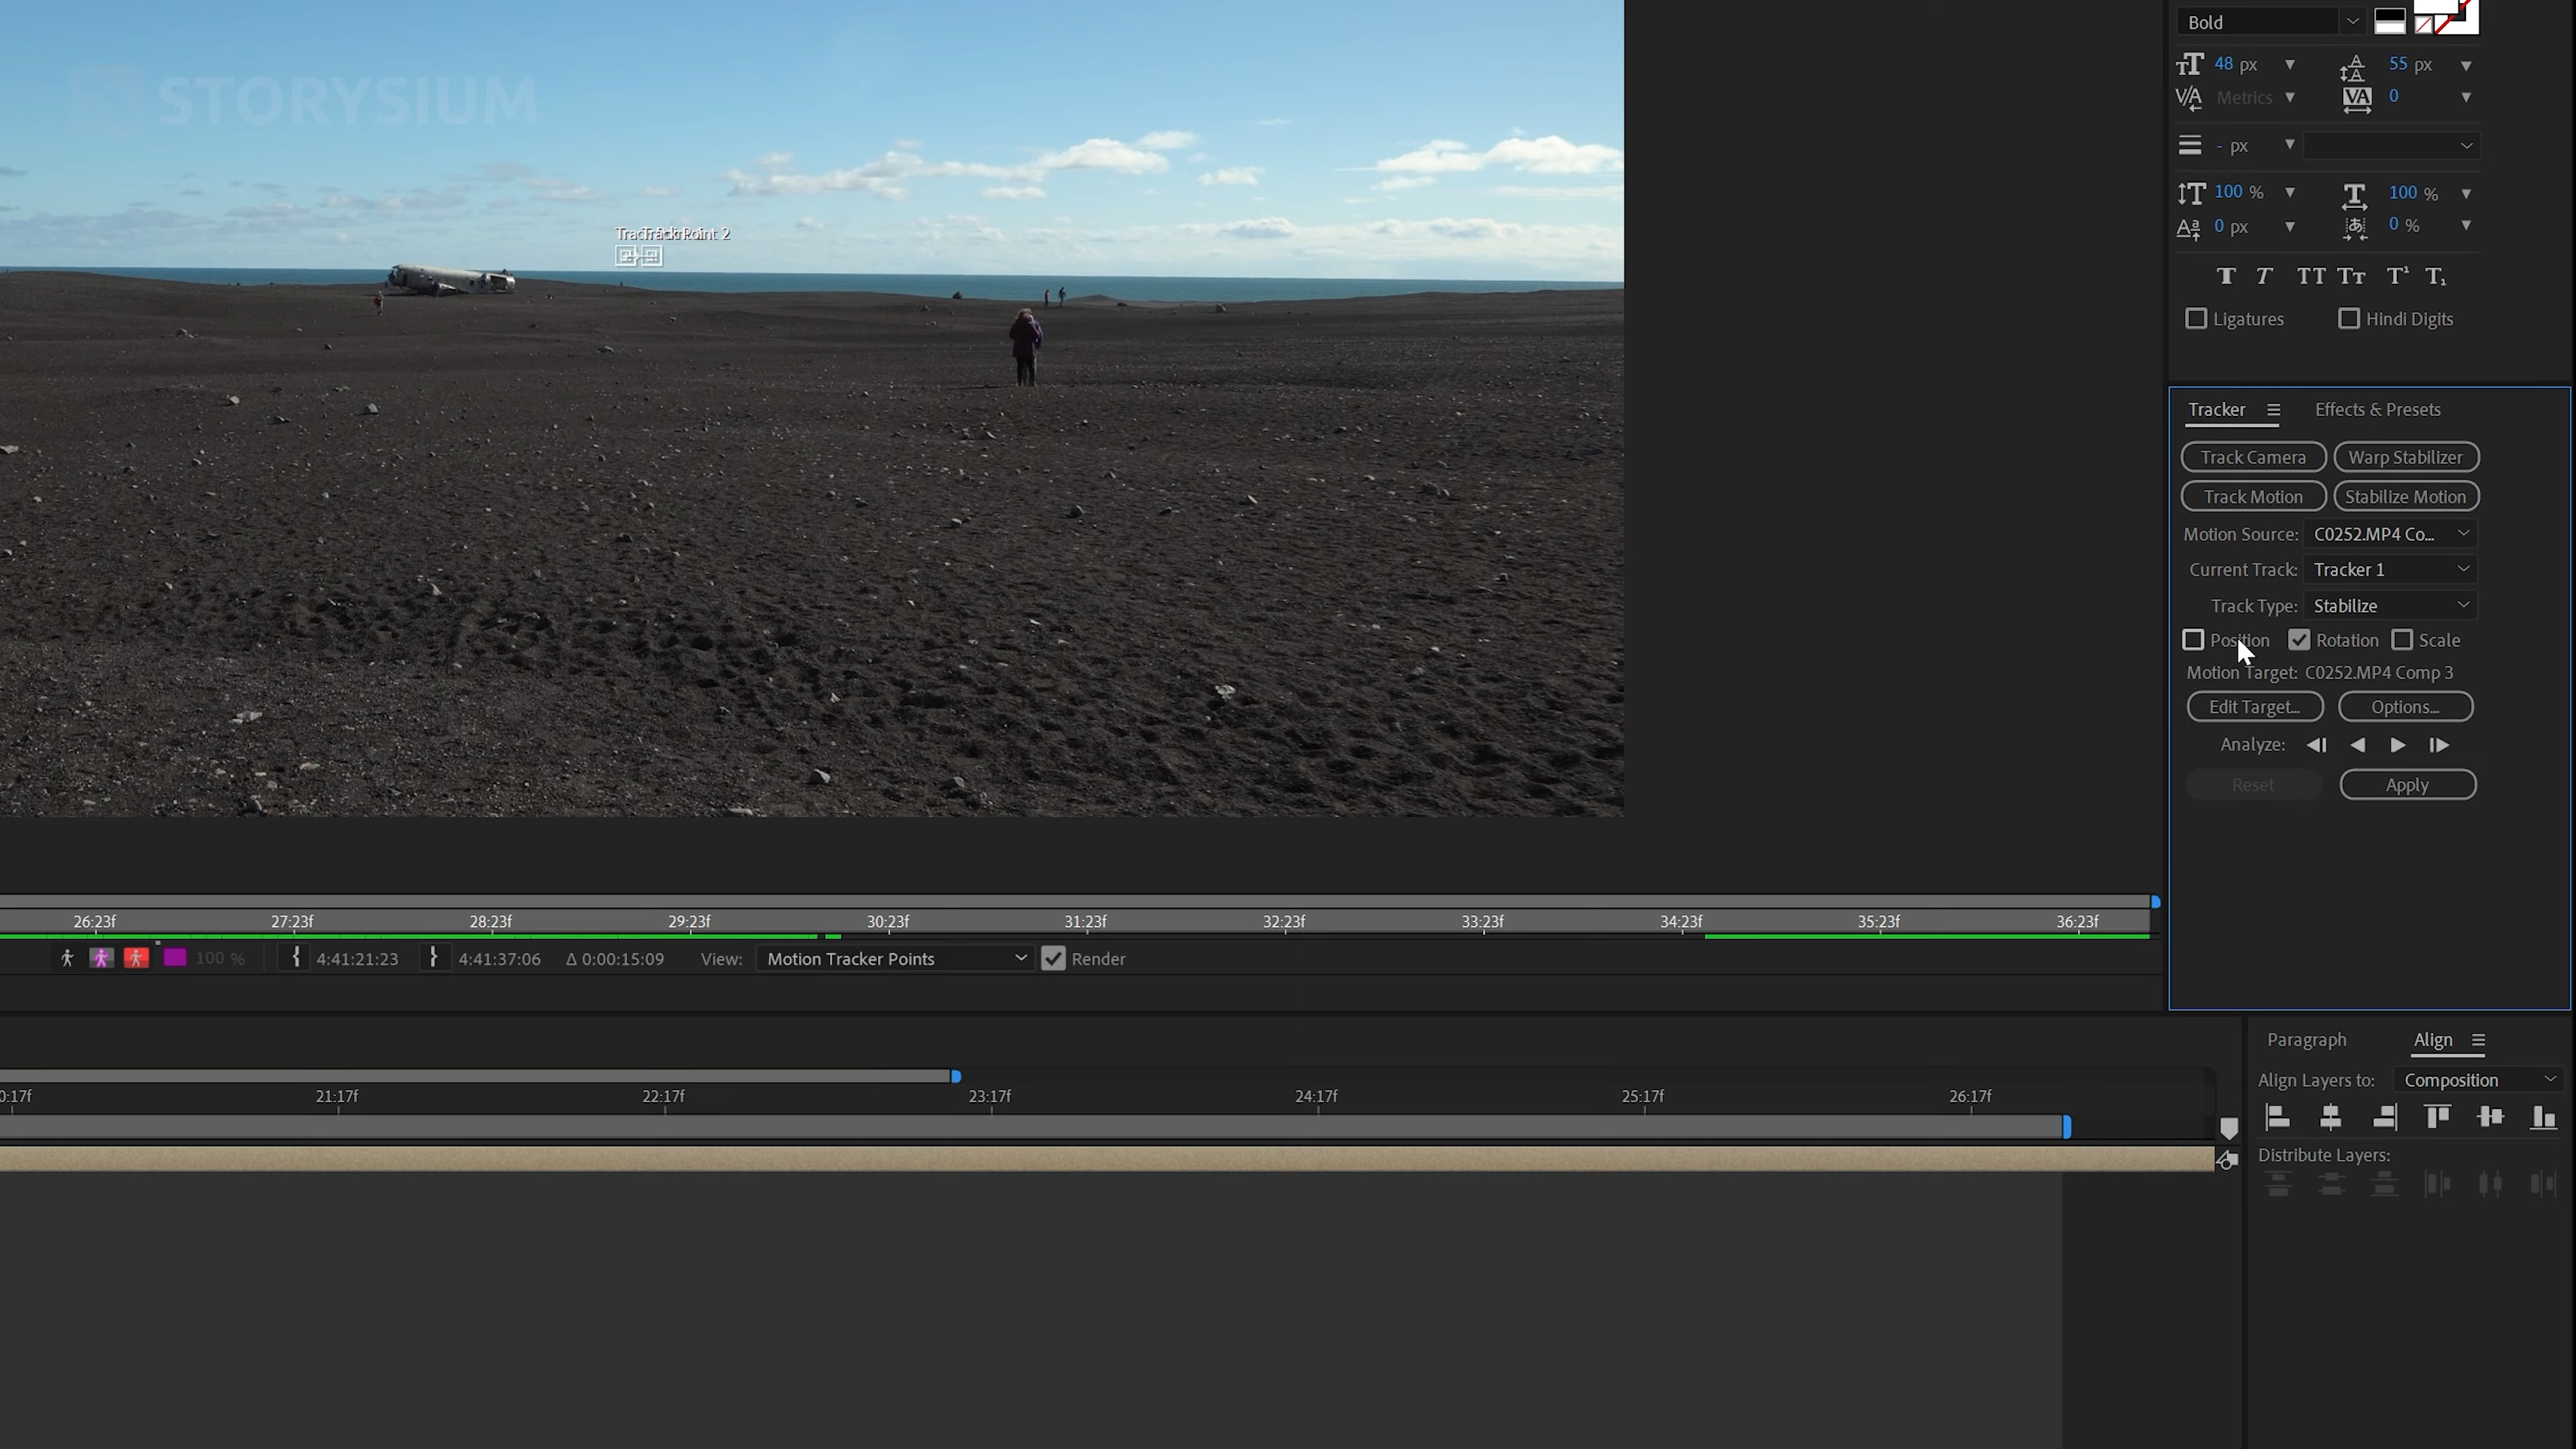 Bold
STORYSIUM
48 px
55 px
Metrics
0
- px
100 %
100 %
0 px
0 %
Track Point 2
Ligatures
Hindi Digits
Tracker
Effects & Presets
Track Camera
Warp Stabilizer
Track Motion
Stabilize Motion
Motion Source: C0252.MP4 Co...
Current Track: Tracker 1
Track Type: Stabilize
Position
Rotation
Scale
Motion Target: C0252.MP4 Comp 3
Edit Target...
Options...
Analyze:
Reset
Apply
26:23f 27:23f 28:23f 29:23f 30:23f 31:23f 32:23f 33:23f 34:23f 35:23f 36:23f
100 % 4:41:21:23 4:41:37:06 Δ 0:00:15:09 View: Motion Tracker Points Render
Paragraph
Align
Align Layers to: Composition
0:17f 21:17f 22:17f 23:17f 24:17f 25:17f 26:17f
Distribute Layers: